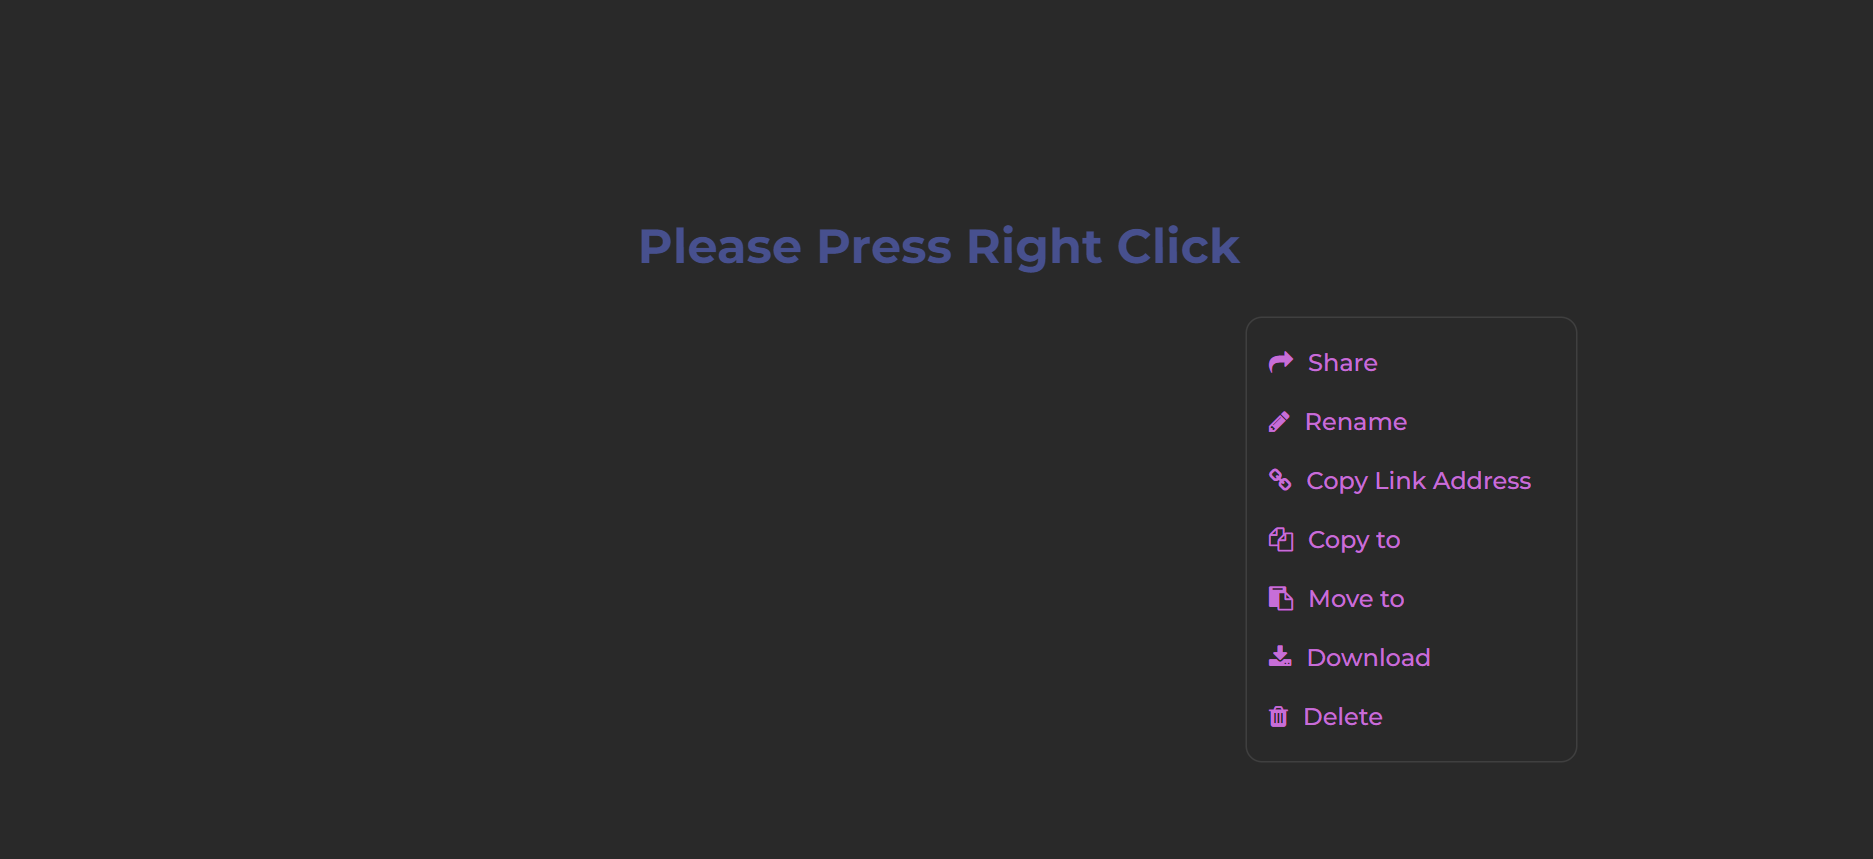 Please Press Right Click
Share
Rename
Copy Link Address
Copy to
Move to
Download
Delete